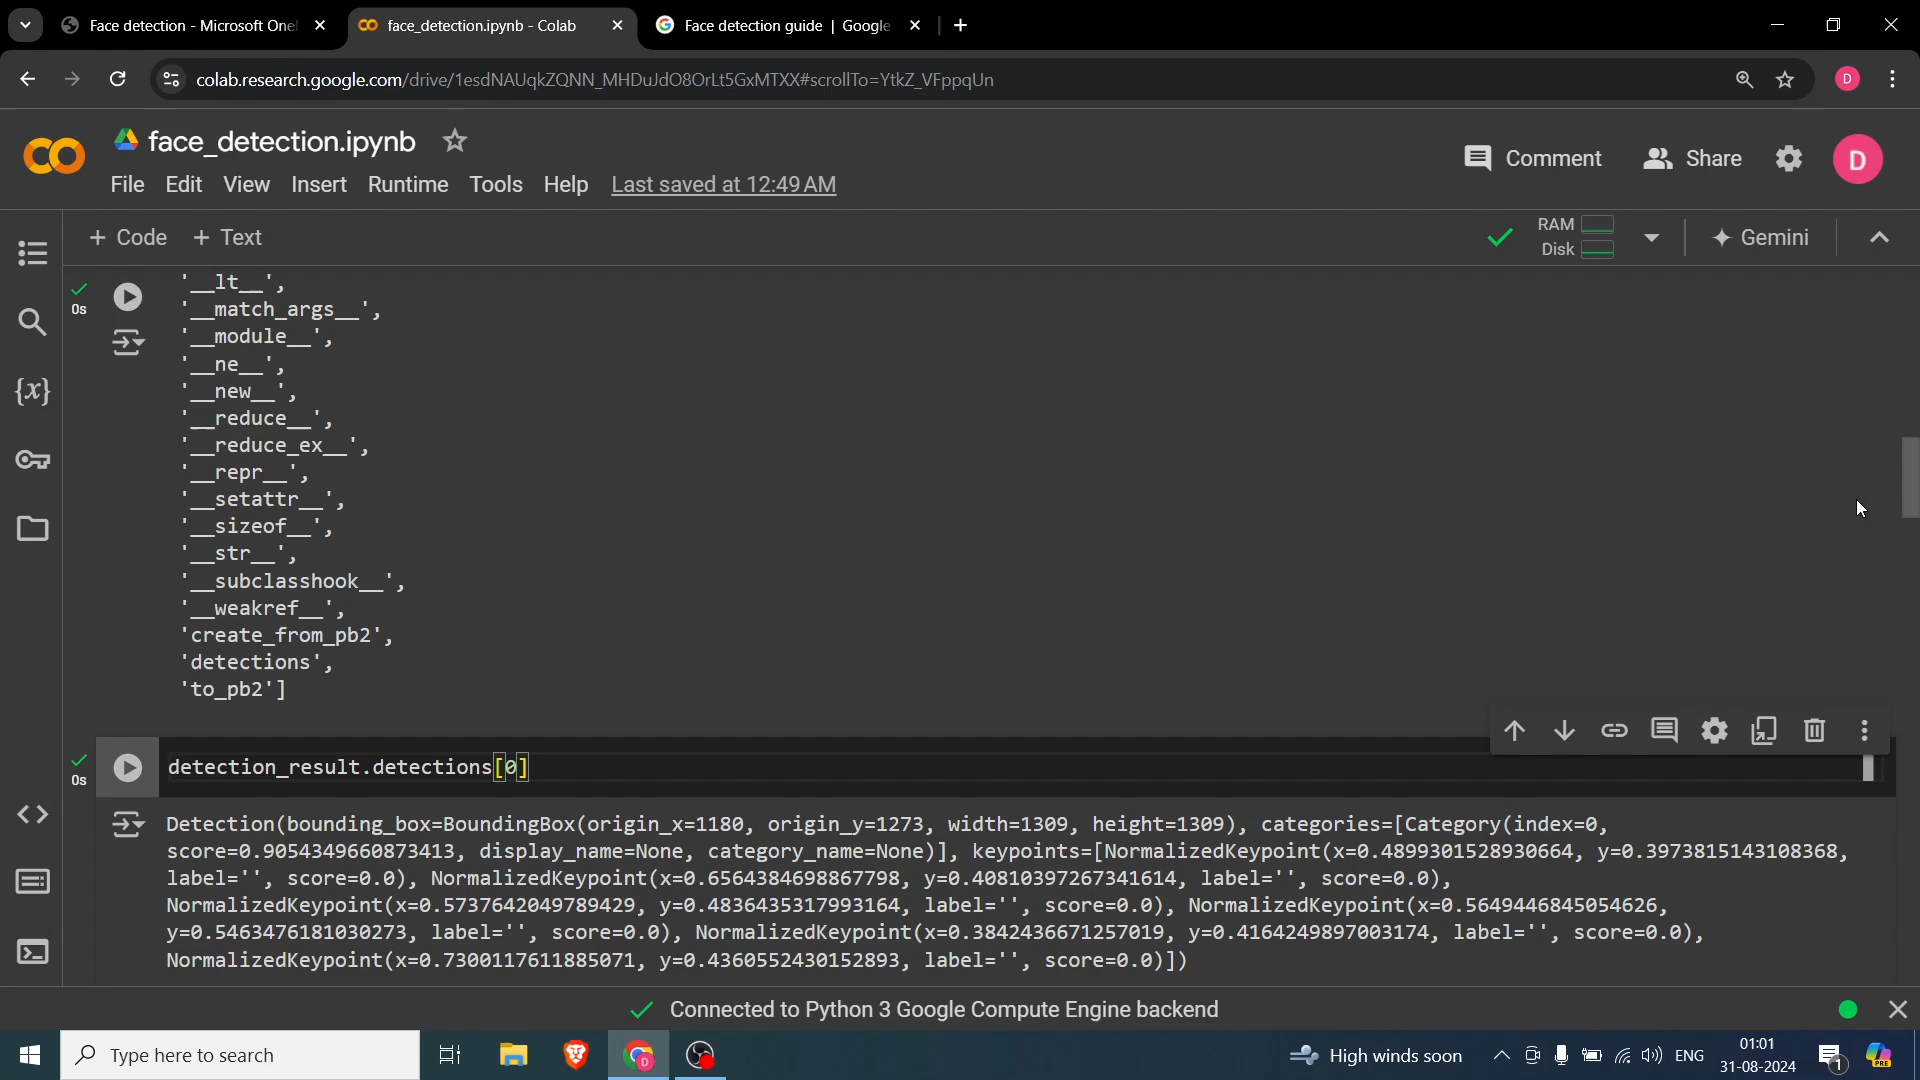 Face detection - Microsoft One
face_detection.ipynb - Colab
Face detection guide | Google
colab.research.google.com/drive/1esdNAUqkZQNN_MHDuJdO8OrLt5GxMTXX#scrollTo=YtkZ_VFppqUn
D
face_detection.ipynb
Comment
Share
D
File Edit View Insert Runtime Tools Help Last saved at 12:49 AM
+ Code + Text
RAM
Disk
Gemini
0s
'__lt__',
'__match_args__',
'__module__',
'__ne__',
'__new__',
'__reduce__',
'__reduce_ex__',
'__repr__',
'__setattr__',
'__sizeof__',
'__str__',
'__subclasshook__',
'__weakref__',
'create_from_pb2',
'detections',
'to_pb2']
0s
detection_result.detections[0]
Detection(bounding_box=BoundingBox(origin_x=1180, origin_y=1273, width=1309, height=1309), categories=[Category(index=0,
score=0.9054349660873413, display_name=None, category_name=None)], keypoints=[NormalizedKeypoint(x=0.4899301528930664, y=0.3973815143108368,
label='', score=0.0), NormalizedKeypoint(x=0.6564384698867798, y=0.40810397267341614, label='', score=0.0),
NormalizedKeypoint(x=0.5737642049789429, y=0.4836435317993164, label='', score=0.0), NormalizedKeypoint(x=0.5649446845054626,
y=0.5463476181030273, label='', score=0.0), NormalizedKeypoint(x=0.3842436671257019, y=0.4164249897003174, label='', score=0.0),
NormalizedKeypoint(x=0.7300117611885071, y=0.4360552430152893, label='', score=0.0)])
Connected to Python 3 Google Compute Engine backend
Type here to search
High winds soon
ENG
01:01
31-08-2024
1
PRE